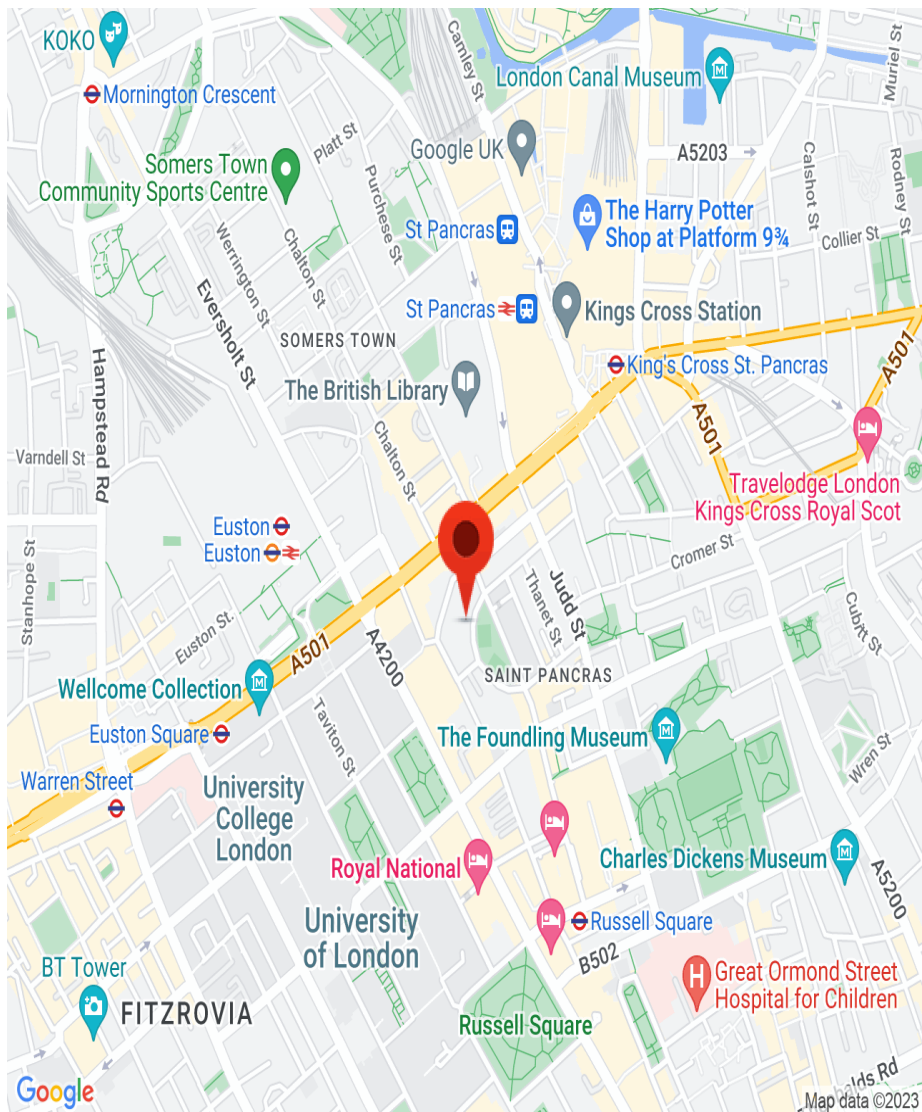 KOKO
Mornington Crescent
Camley St
London Canal Museum
Muriel St
Platt St
Google UK
A5203
Somers Town
Community Sports Centre
Purchese St
Calshot St
Rodney St
The Harry Potter
Shop at Platform 9¾
St Pancras
Werrington St
Chalton St
Collier St
Eversholt St
St Pancras
Kings Cross Station
SOMERS TOWN
Hampstead Rd
A501
King's Cross St. Pancras
The British Library
A501
Chalton St
Varndell St
Travelodge London
Kings Cross Royal Scot
Euston
Euston
Stanhope St
Cromer St
Judd St
Thanet St
Cubitt St
Euston St.
A501
A4200
SAINT PANCRAS
Wellcome Collection
Taviton St
Euston Square
The Foundling Museum
Wren St
Warren Street
University
College
London
Royal National
Charles Dickens Museum
A5200
University
of London
Russell Square
B502
BT Tower
FITZROVIA
Great Ormond Street
Hospital for Children
Russell Square
Google
Map data ©2023